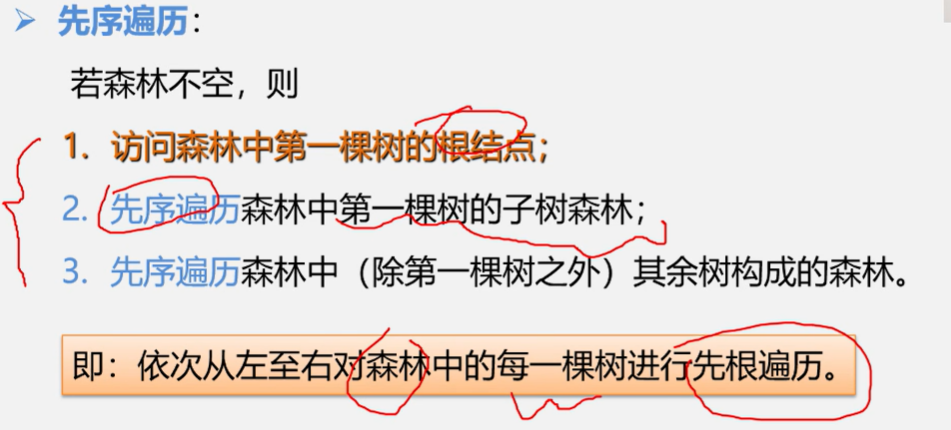 ➢ 先序遍历：
若森林不空，则
1. 访问森林中第一棵树的根结点；
2. 先序遍历森林中第一棵树的子树森林；
3. 先序遍历森林中（除第一棵树之外）其余树构成的森林。
即：依次从左至右对森林中的每一棵树进行先根遍历。